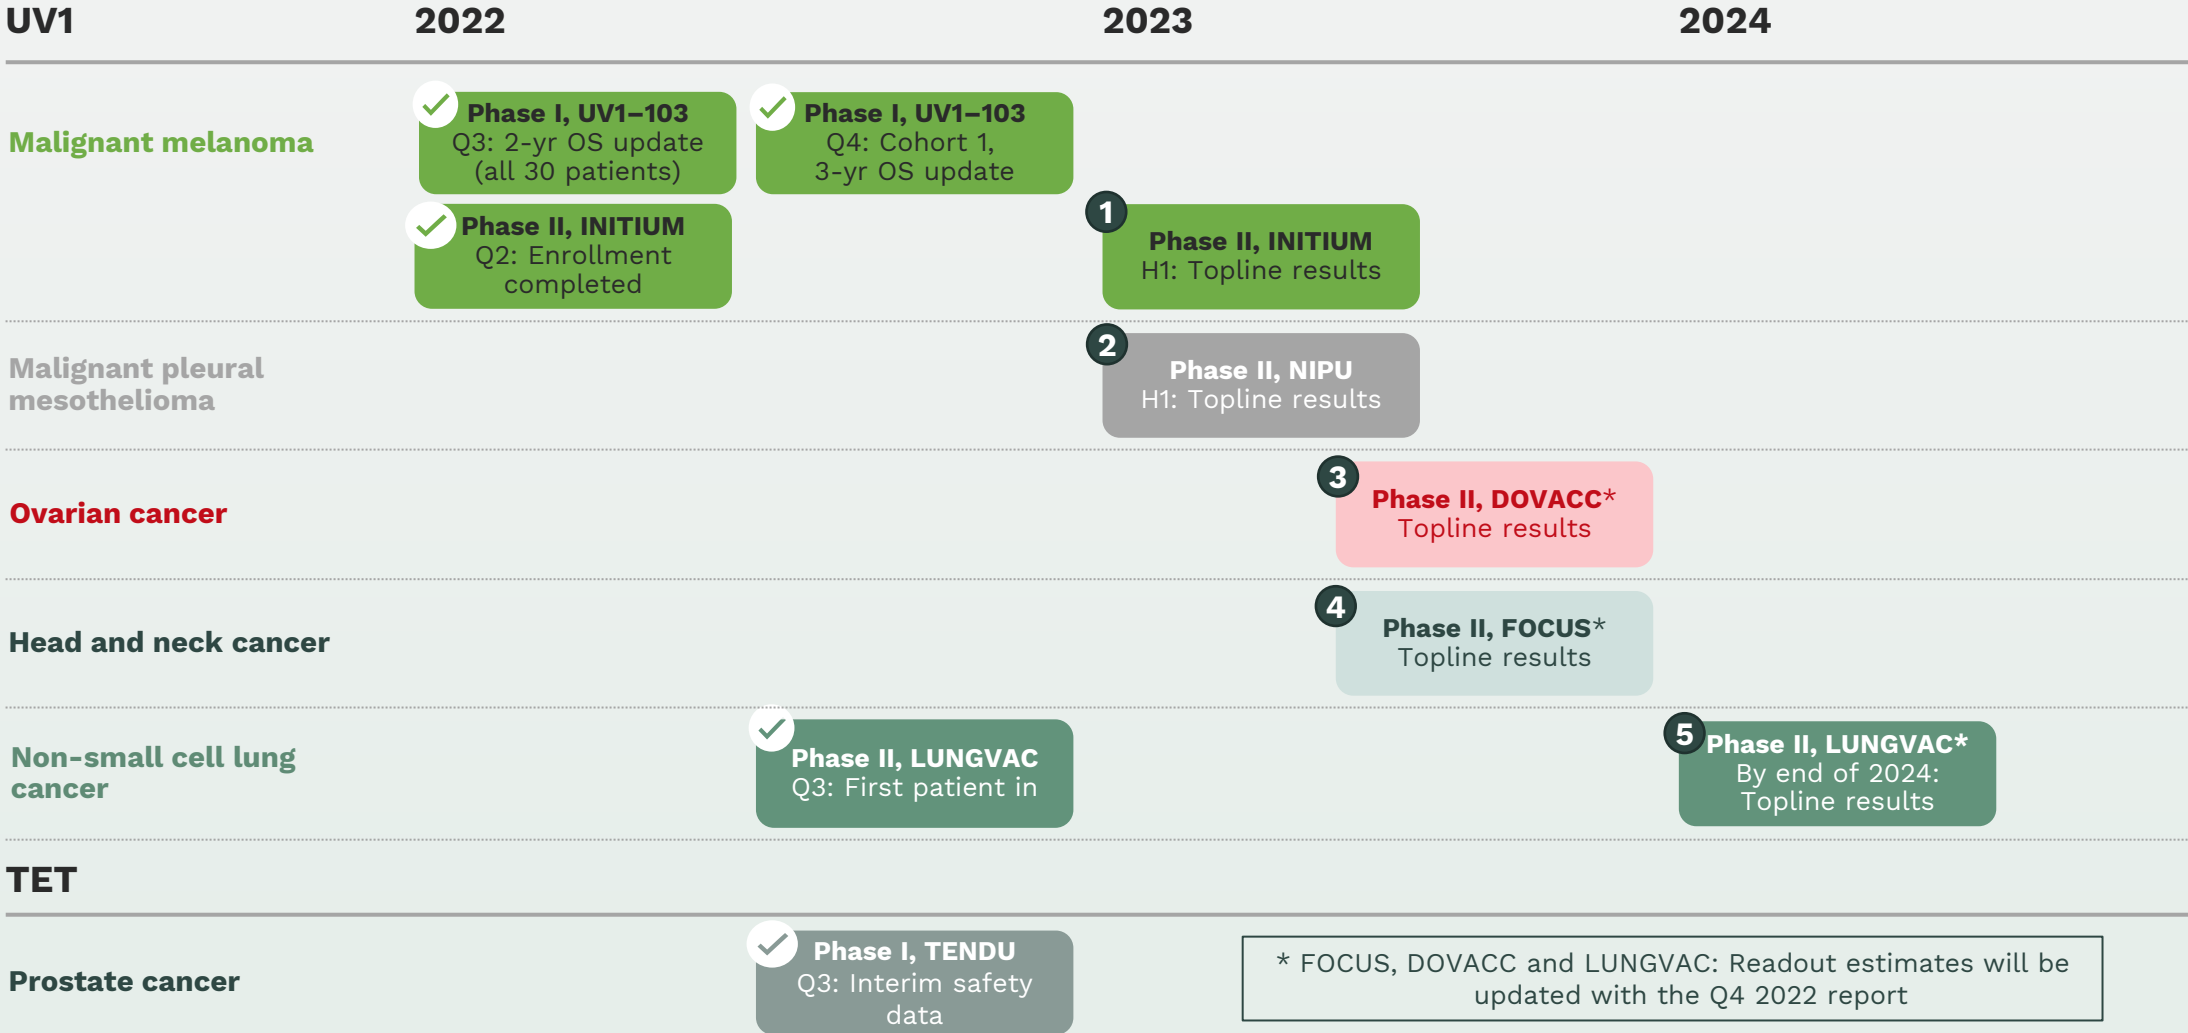 UV1
2022
2023
2024
Malignant melanoma
Phase I, UV1–103
Q3: 2-yr OS update
(all 30 patients)
Phase I, UV1–103
Q4: Cohort 1,
3-yr OS update
Phase II, INITIUM
Q2: Enrollment
completed
1
Phase II, INITIUM
H1: Topline results
Malignant pleural
mesothelioma
2
Phase II, NIPU
H1: Topline results
Ovarian cancer
3
Phase II, DOVACC*
Topline results
Head and neck cancer
4
Phase II, FOCUS*
Topline results
Non-small cell lung
cancer
Phase II, LUNGVAC
Q3: First patient in
5
Phase II, LUNGVAC*
By end of 2024:
Topline results
TET
Prostate cancer
Phase I, TENDU
Q3: Interim safety
data
* FOCUS, DOVACC and LUNGVAC: Readout estimates will be
updated with the Q4 2022 report